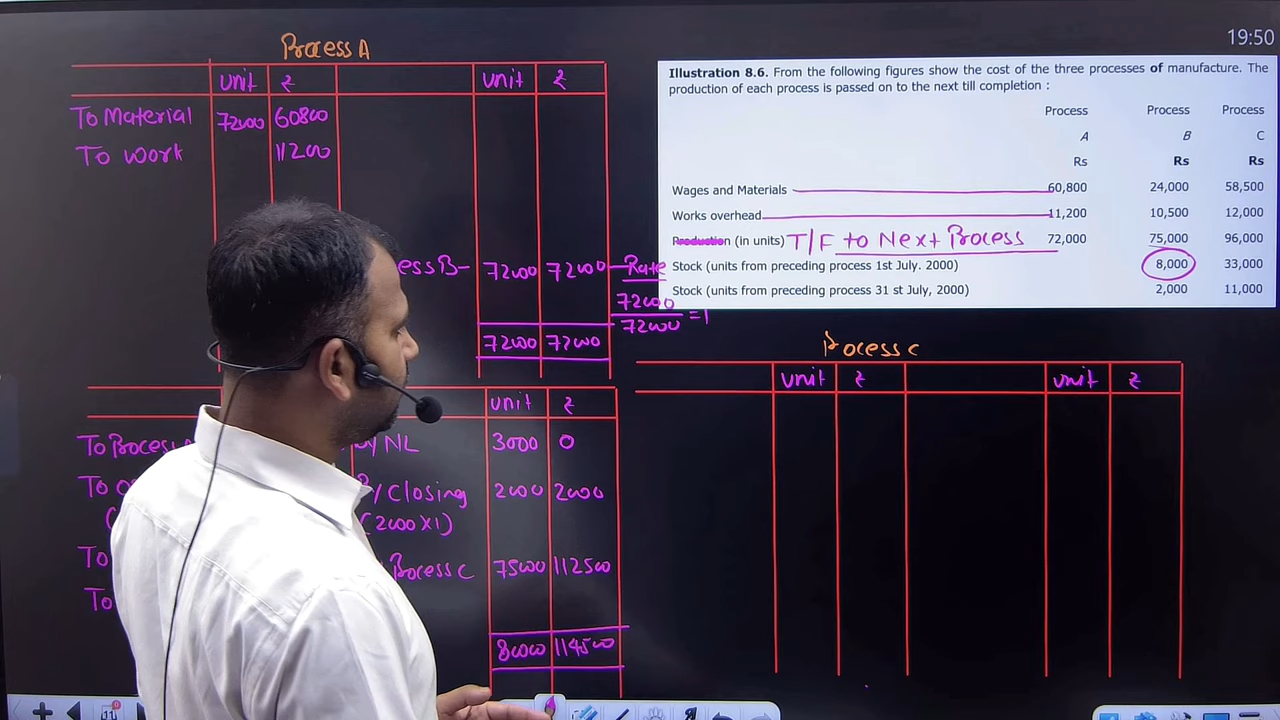 19:50
Process A
unit ₹ unit ₹
To Material 72000 60800
To Work 11200
72000 72000 Rate
72000
72000 =1
72000 72000
Illustration 8.6. From the following figures show the cost of the three processes of manufacture. The
production of each process is passed on to the next till completion :
Process Process Process
A B C
Rs Rs Rs
Wages and Materials 60,800 24,000 58,500
Works overhead 11,200 10,500 12,000
Production (in units) T/F to Next Process 72,000 75,000 96,000
Stock (units from preceding process 1st July. 2000) 8,000 33,000
Stock (units from preceding process 31 st July, 2000) 2,000 11,000
unit ₹
To 3000 0
To By Closing 2000 2000
(2000 X 1)
To Process C 75000 112500
To
80000 114500
Process C
unit ₹ unit ₹